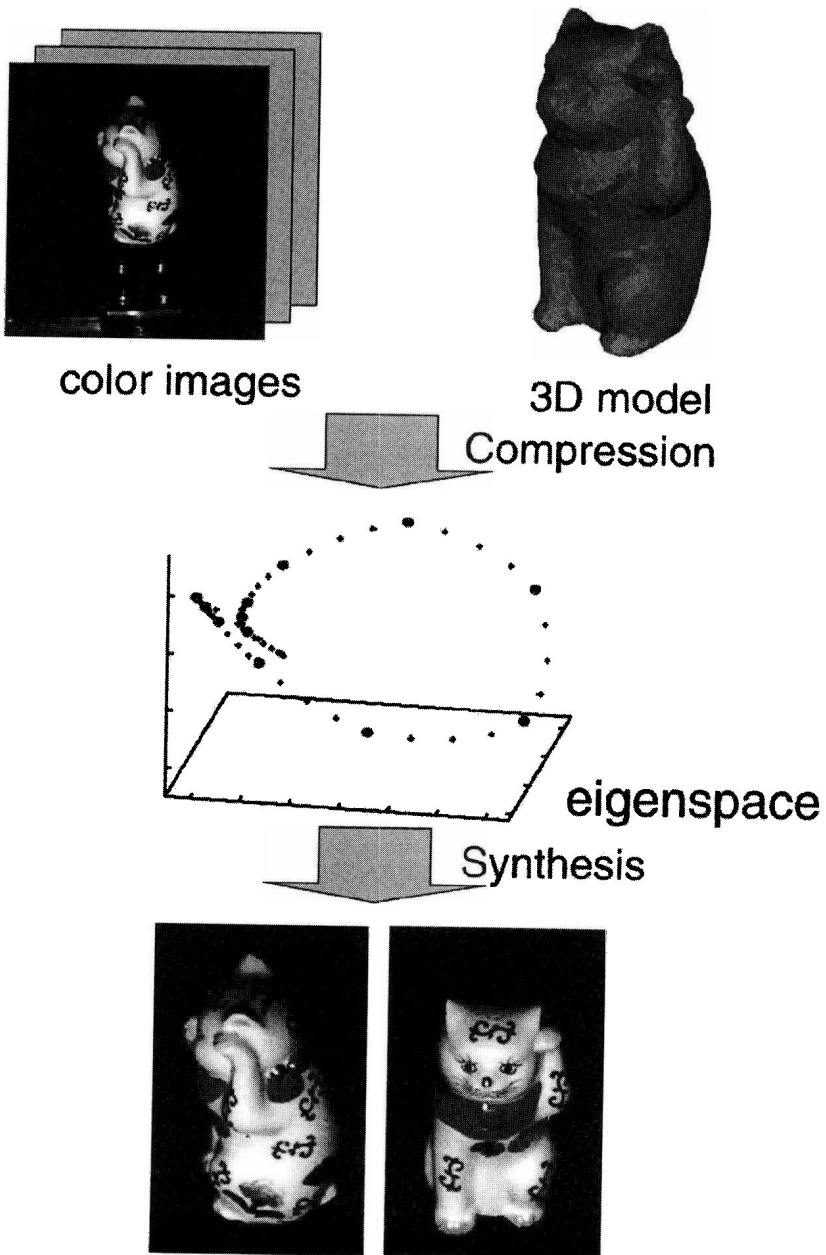 color images
3D model
Compression
eigenspace
Synthesis